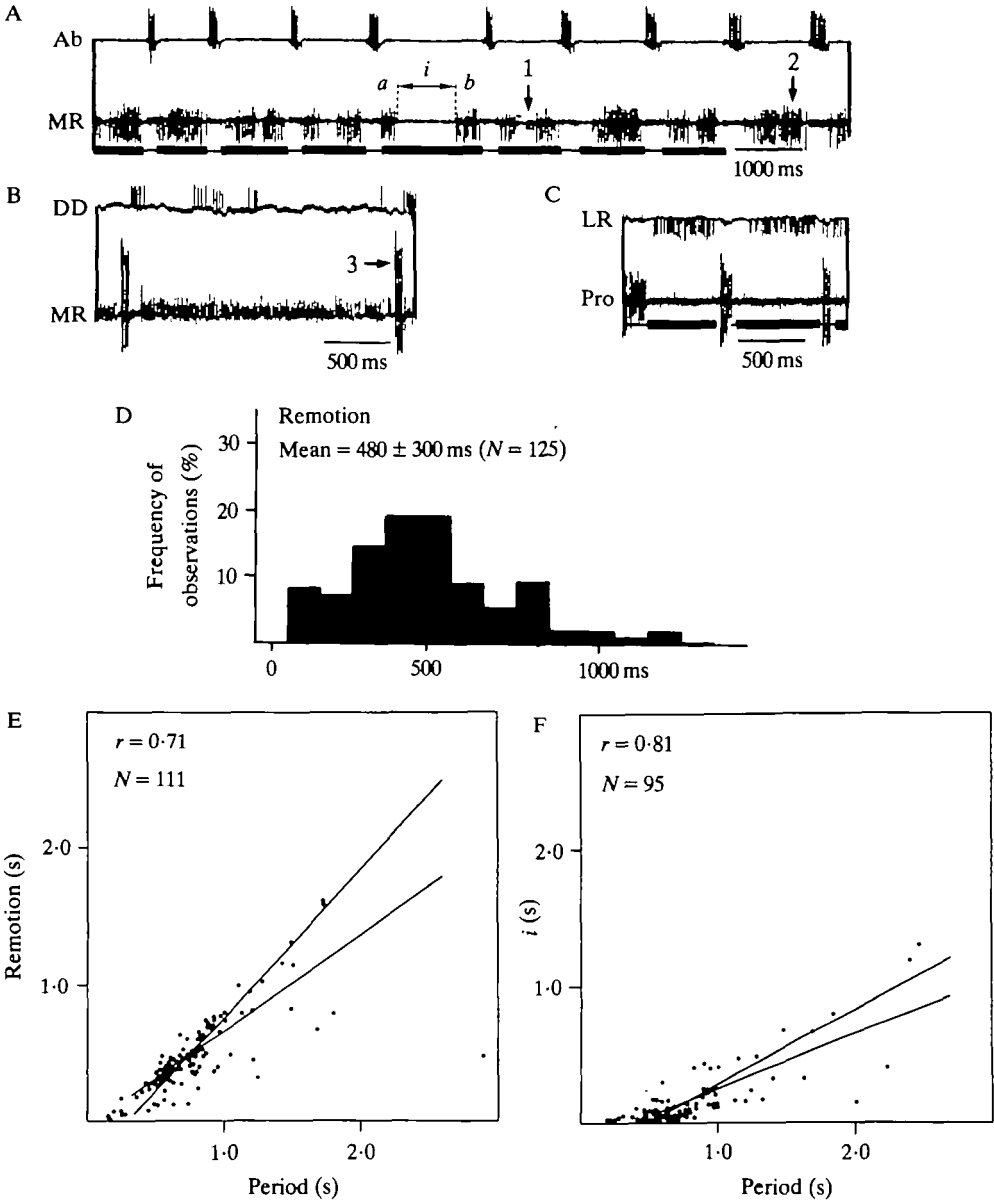 A
Ab
1
2
a
i
b
MR
1000 ms
B
DD
3
MR
500 ms
C
LR
Pro
500 ms
D
Remotion
Mean = 480 ± 300 ms (N = 125)
Frequency of
observations (%)
30
20
10
0
500
1000 ms
E
r = 0·71
N = 111
Remotion (s)
2·0
1·0
1·0
2·0
Period (s)
F
r = 0·81
N = 95
i (s)
2·0
1·0
1·0
2·0
Period (s)